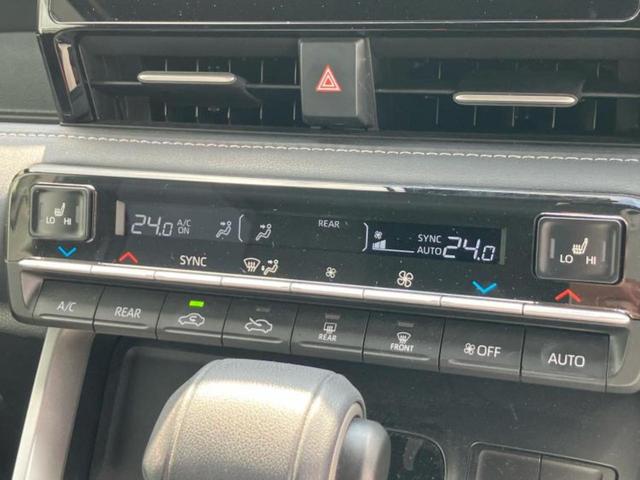 LO HI
24.0 A/C ON
REAR
SYNC AUTO 24.0
LO HI
SYNC
A/C
REAR
REAR
FRONT
OFF
AUTO